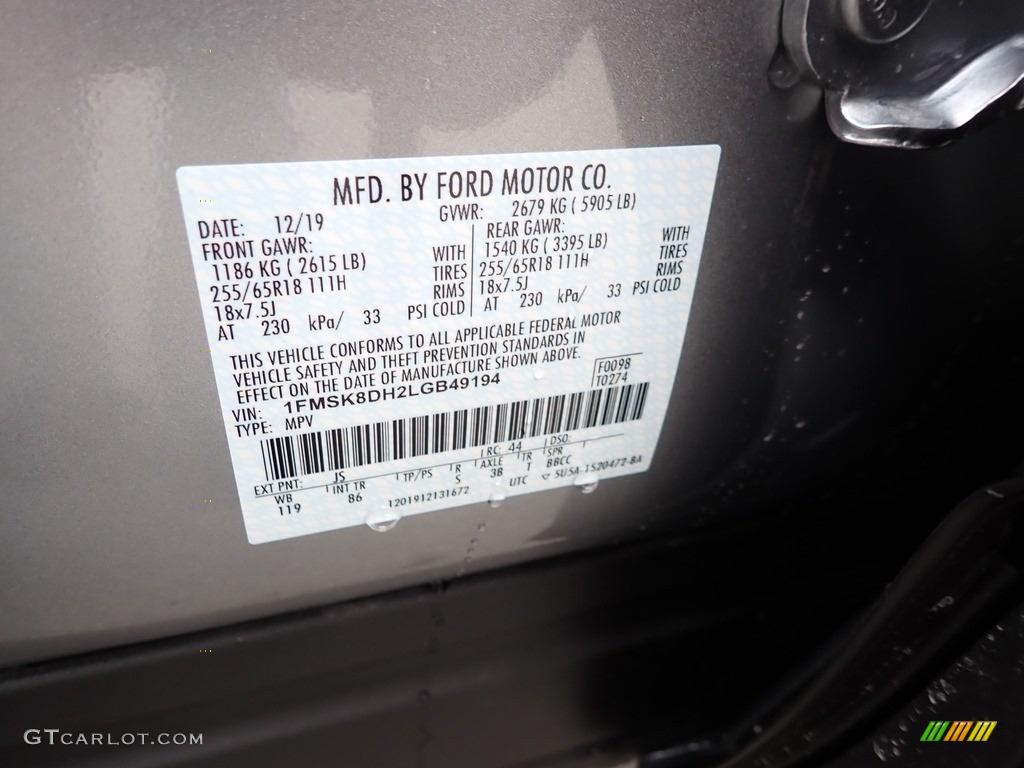 MFD. BY FORD MOTOR CO.
DATE: 12/19 GVWR: 2679 KG ( 5905 LB)
FRONT GAWR: WITH REAR GAWR: WITH
1186 KG ( 2615 LB) TIRES 1540 KG ( 3395 LB) TIRES
255/65R18 111H RIMS 255/65R18 111H RIMS
18x7.5J PSI COLD 18x7.5J PSI COLD
AT 230 kPa/ 33 AT 230 kPa/ 33
THIS VEHICLE CONFORMS TO ALL APPLICABLE FEDERAL MOTOR
VEHICLE SAFETY AND THEFT PREVENTION STANDARDS IN
EFFECT ON THE DATE OF MANUFACTURE SHOWN ABOVE.
F0098
T0274
VIN: 1FMSK8DH2LGB49194
TYPE: MPV
EXT PNT: JS RC: 44 DSO:
WB INT TR TP/PS R AXLE TR SPR
119 86 S 3B T BBCC
1201912131672 UTC 5U5A-1520472-BA
GTCARLOT.COM